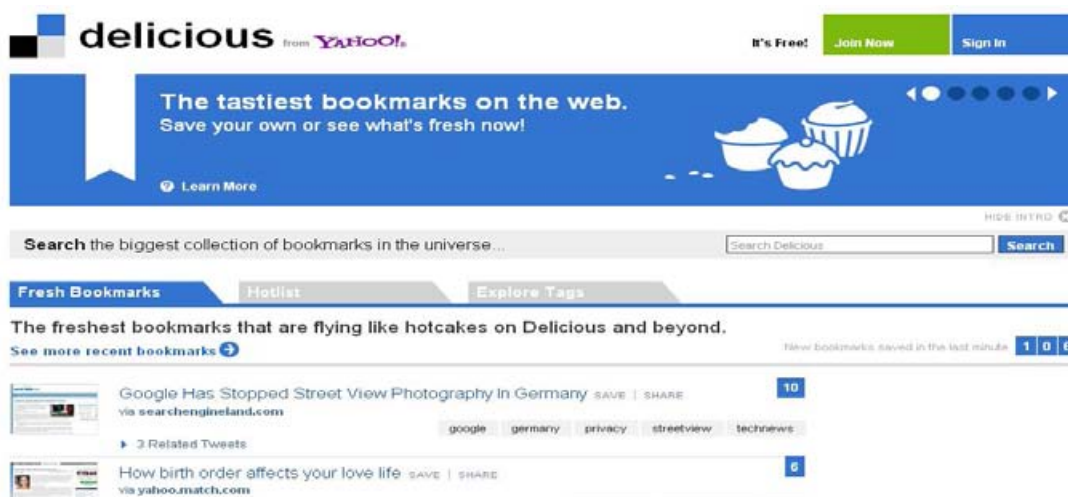 delicious from YAHOO!.
It's Free! Join Now Sign In
The tastiest bookmarks on the web.
Save your own or see what's fresh now!
Learn More
HIDE INTRO
Search the biggest collection of bookmarks in the universe...
Search Delicious Search
Fresh Bookmarks Hotlist Explore Tags
The freshest bookmarks that are flying like hotcakes on Delicious and beyond.
See more recent bookmarks
New bookmarks saved in the last minute 1 0 6
Google Has Stopped Street View Photography In Germany SAVE | SHARE 10
via searchengineland.com
google germany privacy streetview technews
3 Related Tweets
How birth order affects your love life SAVE | SHARE 6
via yahoo.match.com